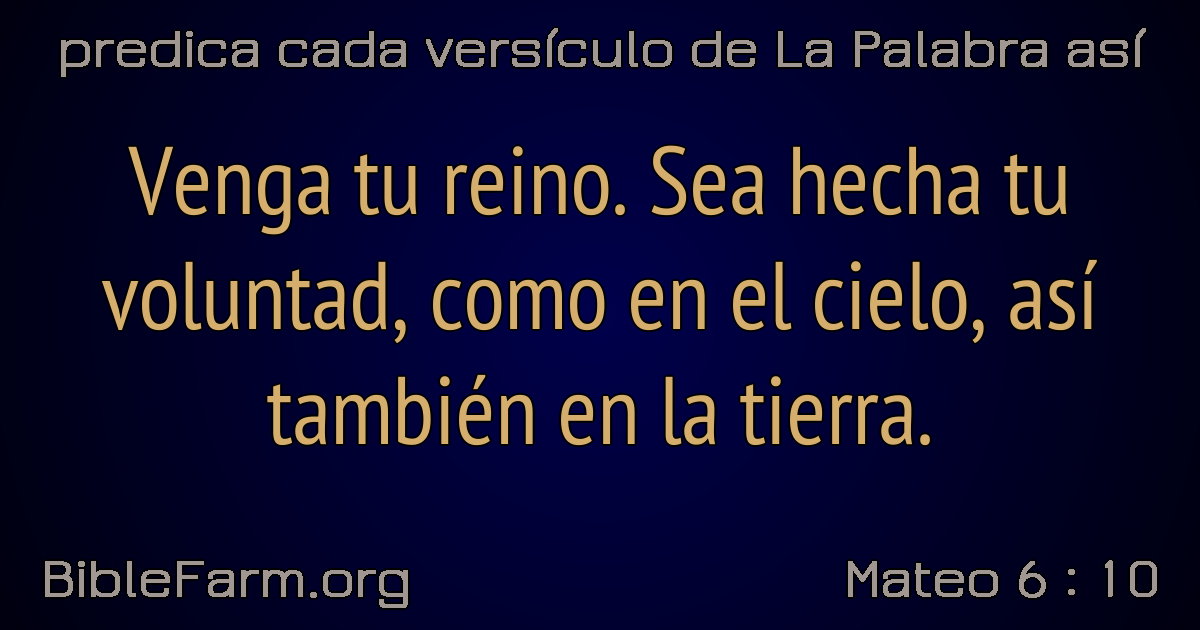 predica cada versículo de La Palabra así
Venga tu reino. Sea hecha tu
voluntad, como en el cielo, así
también en la tierra.
BibleFarm.org
Mateo 6 : 10